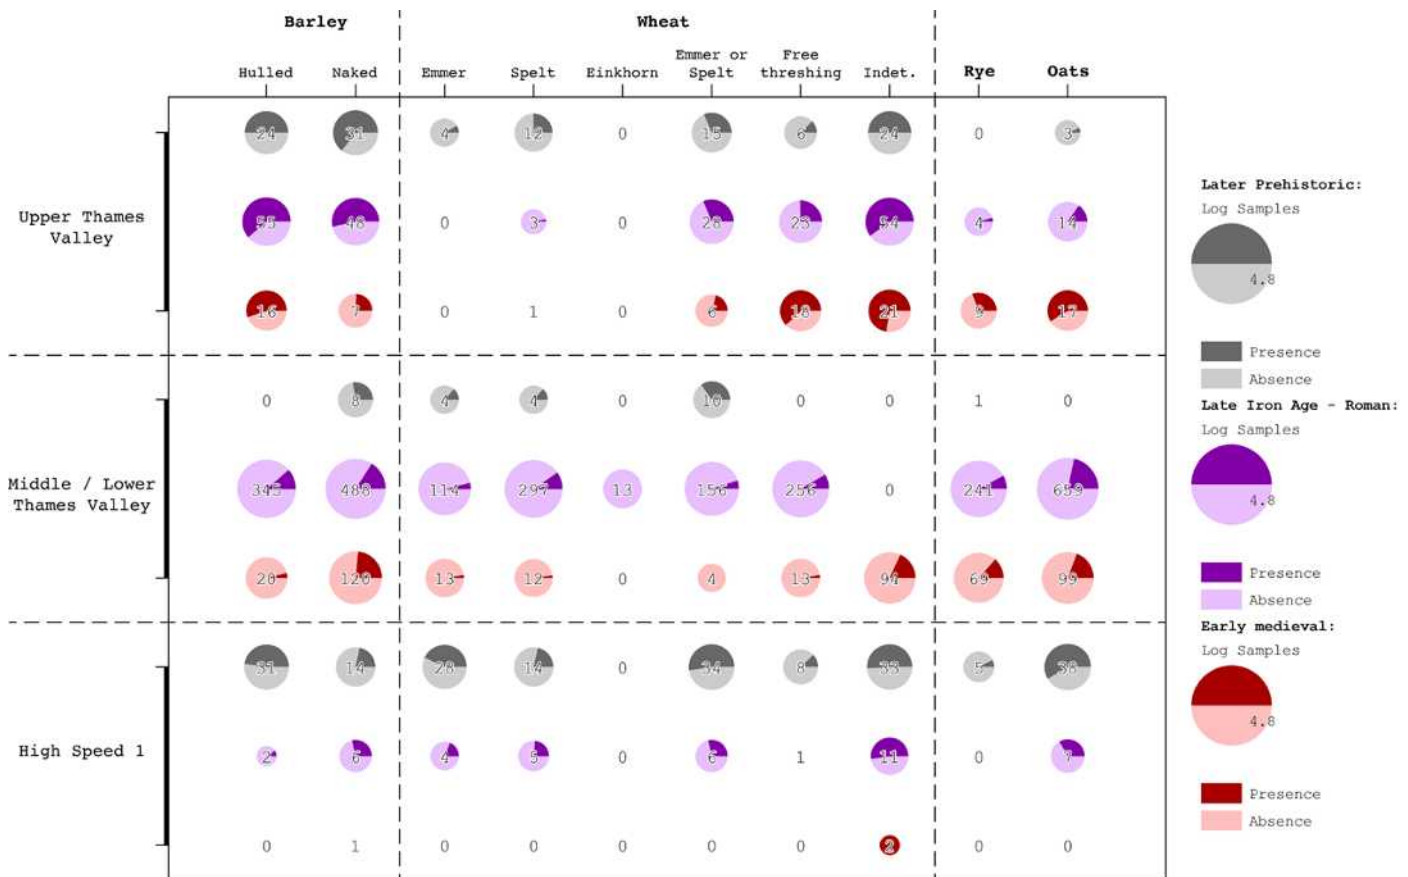 Barley Wheat
Hulled Naked Emmer Spelt Einkhorn Emmer or Spelt Free threshing Indet. Rye Oats
24 31 4 12 0 15 6 24 0 3
Upper Thames
Valley
55 48 0 3 0 28 23 54 4 14
16 7 0 1 0 6 18 21 9 17
0 8 4 4 0 10 0 0 1 0
Middle / Lower
Thames Valley
345 488 114 297 13 156 256 0 241 659
20 120 13 12 0 4 13 94 69 99
31 14 28 14 0 34 8 33 5 38
High Speed 1
2 6 4 5 0 6 1 11 0 7
0 1 0 0 0 0 0 2 0 0
Later Prehistoric:
Log Samples
4.8
Presence
Absence
Late Iron Age - Roman:
Log Samples
4.8
Presence
Absence
Early medieval:
Log Samples
4.8
Presence
Absence